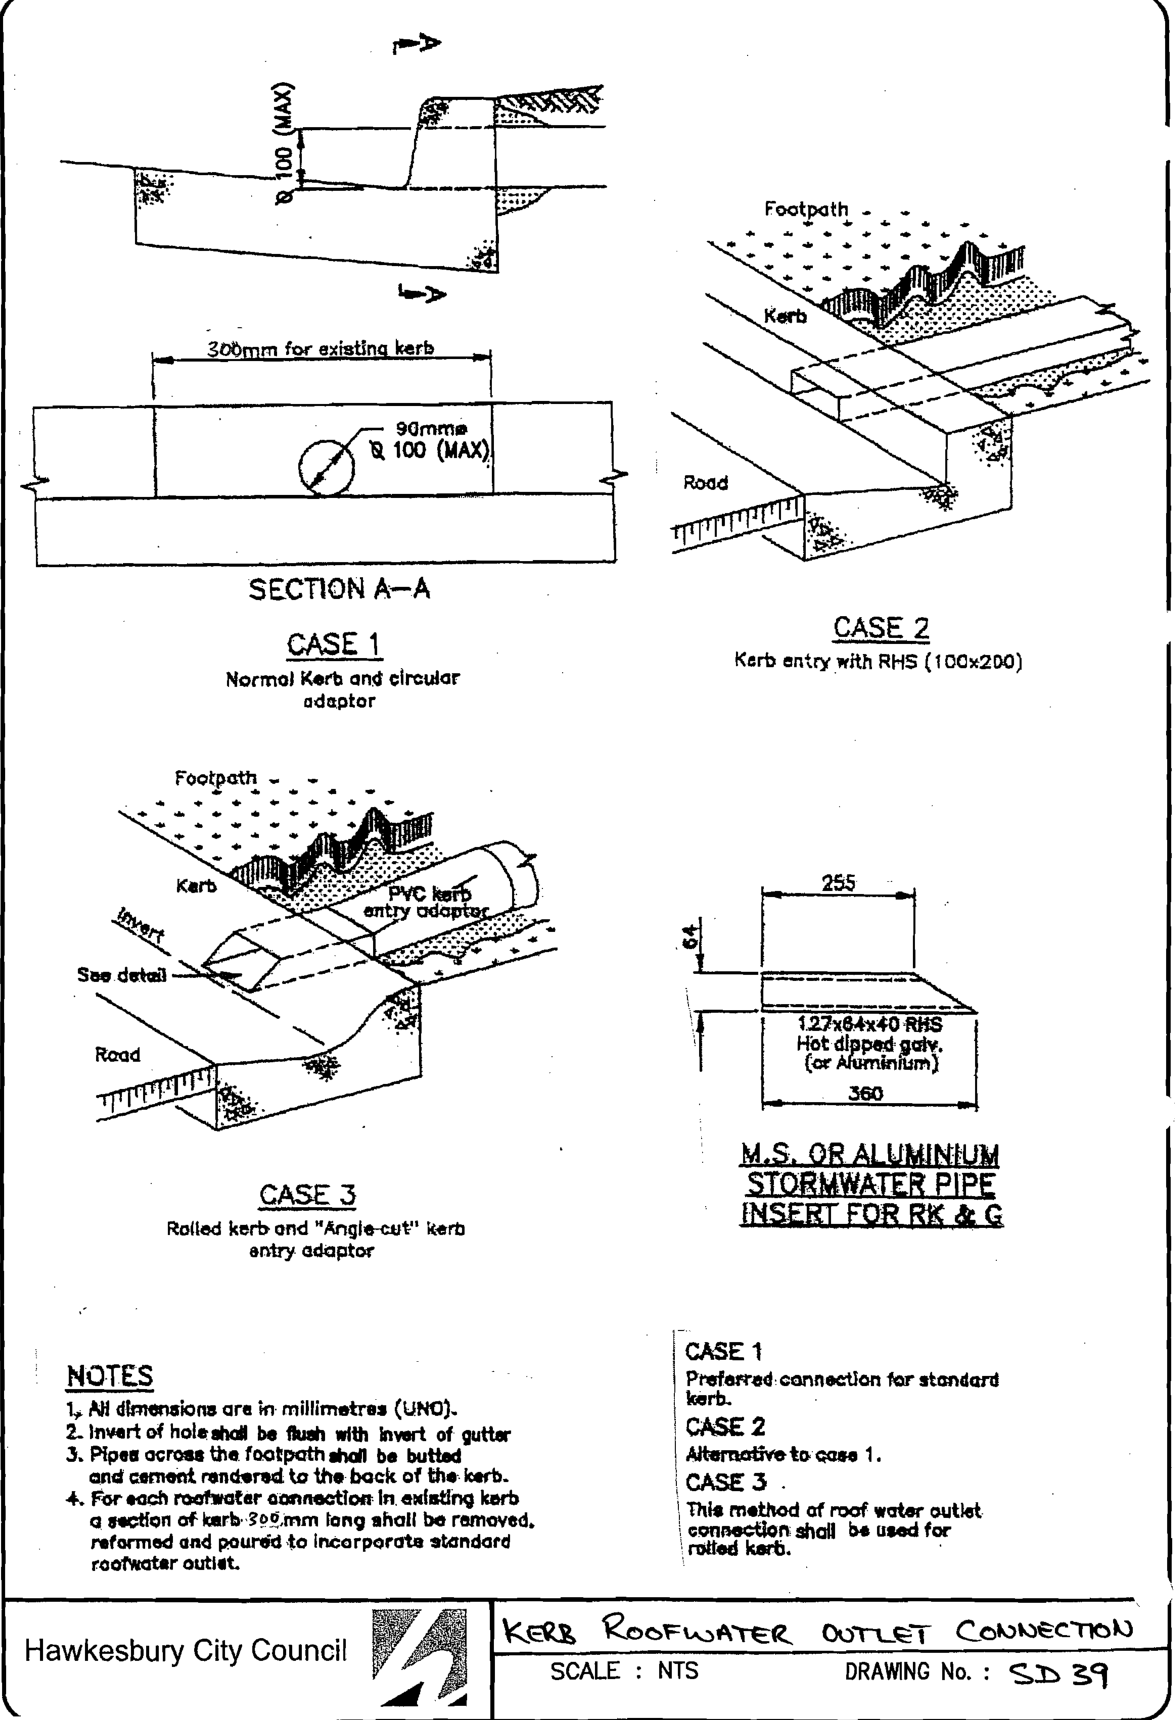 A
Ø 100 (MAX)
A
300mm for existing kerb
90mmø
Ø 100 (MAX)
SECTION A–A
CASE 1
Normal Kerb and circular
adaptor
Footpath
Kerb
Road
CASE 2
Kerb entry with RHS (100x200)
Footpath
Kerb
Invert
PVC kerb
entry adaptor
See detail
Road
CASE 3
Rolled kerb and "Angle-cut" kerb
entry adaptor
255
64
127x64x40 RHS
Hot dipped galv.
(or Aluminium)
360
M.S. OR ALUMINIUM
STORMWATER PIPE
INSERT FOR RK & G
NOTES
1. All dimensions are in millimetres (UNO).
2. Invert of hole shall be flush with invert of gutter
3. Pipes across the footpath shall be butted
and cement rendered to the back of the kerb.
4. For each roofwater connection in existing kerb
a section of kerb 300mm long shall be removed,
reformed and poured to incorporate standard
roofwater outlet.
CASE 1
Preferred connection for standard
kerb.
CASE 2
Alternative to case 1.
CASE 3
This method of roof water outlet
connection shall be used for
rolled kerb.
Hawkesbury City Council
KERB ROOFWATER OUTLET CONNECTION
SCALE : NTS
DRAWING No. : SD 39